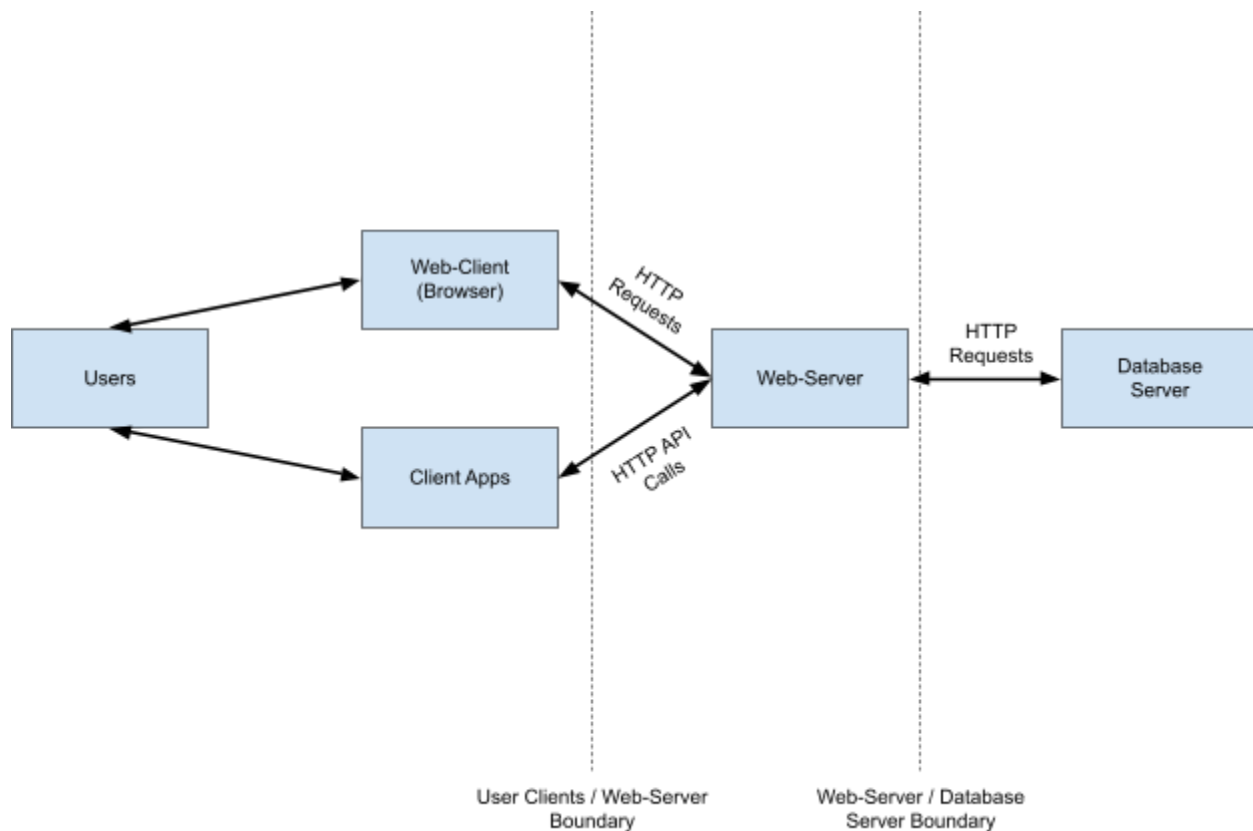 Web-Client
(Browser)
HTTP
Requests
HTTP
Requests
Users
Web-Server
Database
Server
Client Apps
HTTP API
Calls
User Clients / Web-Server
Boundary
Web-Server / Database
Server Boundary